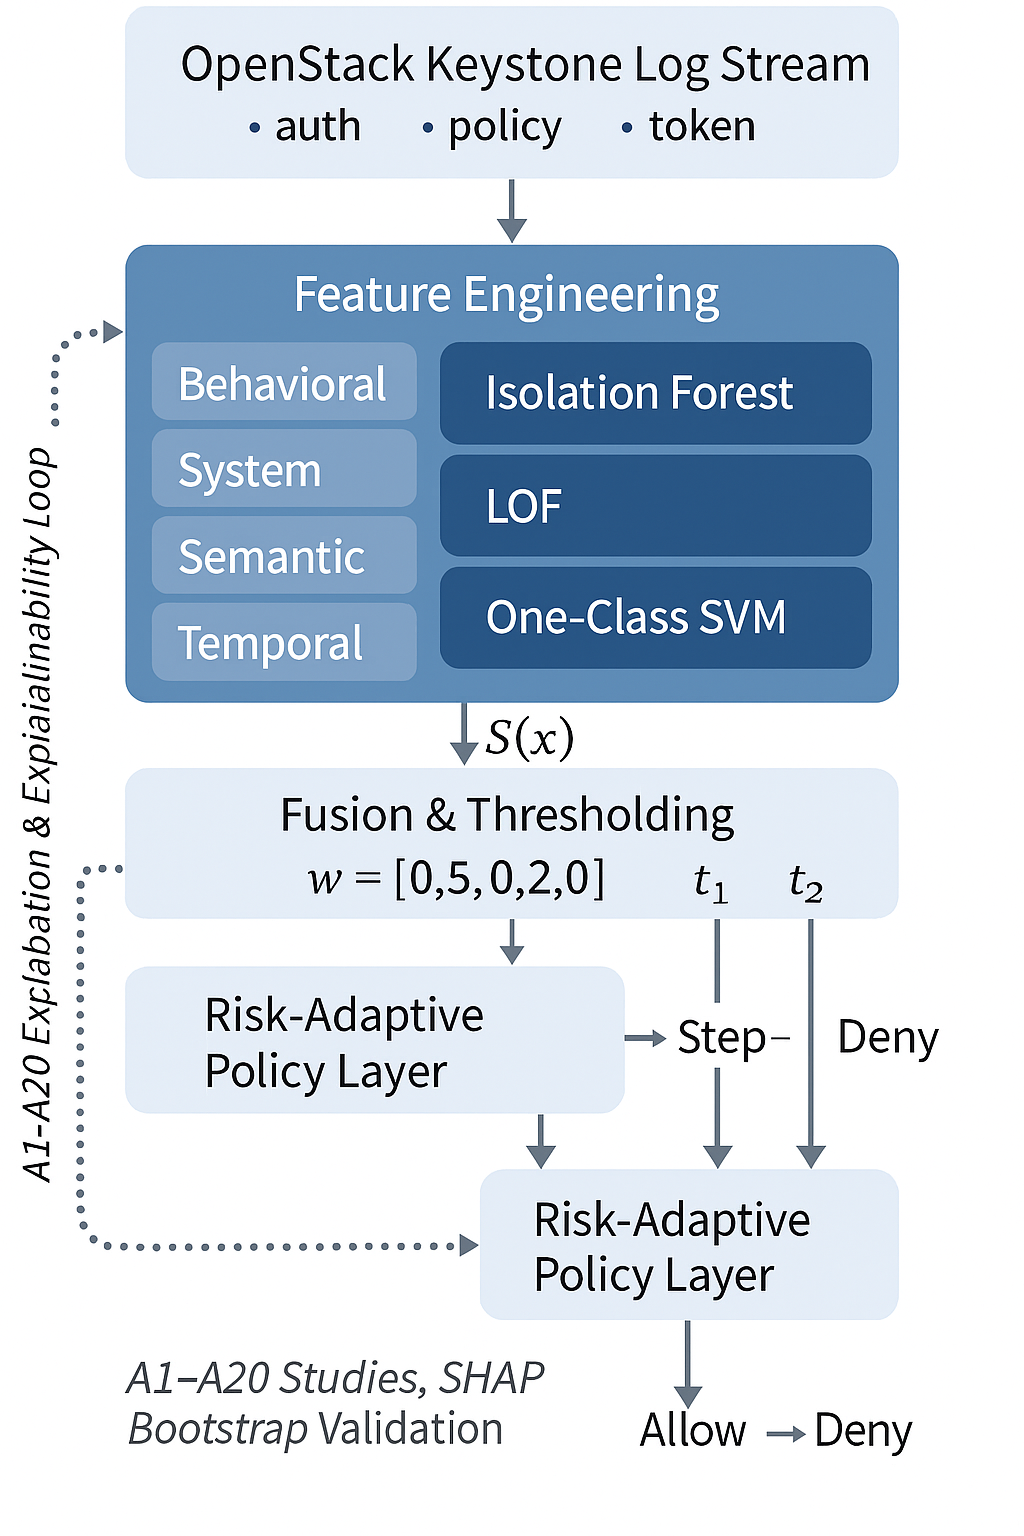 OpenStack Keystone Log Stream
• auth • policy • token
Feature Engineering
Behavioral
System
Semantic
Temporal
Isolation Forest
LOF
One-Class SVM
S(x)
Fusion & Thresholding
w = [0,5,0,2,0] t₁ t₂
Risk-Adaptive
Policy Layer
Step– Deny
Risk-Adaptive
Policy Layer
Allow → Deny
A1-A20 Explabation & Expiaialinability Loop
A1–A20 Studies, SHAP
Bootstrap Validation